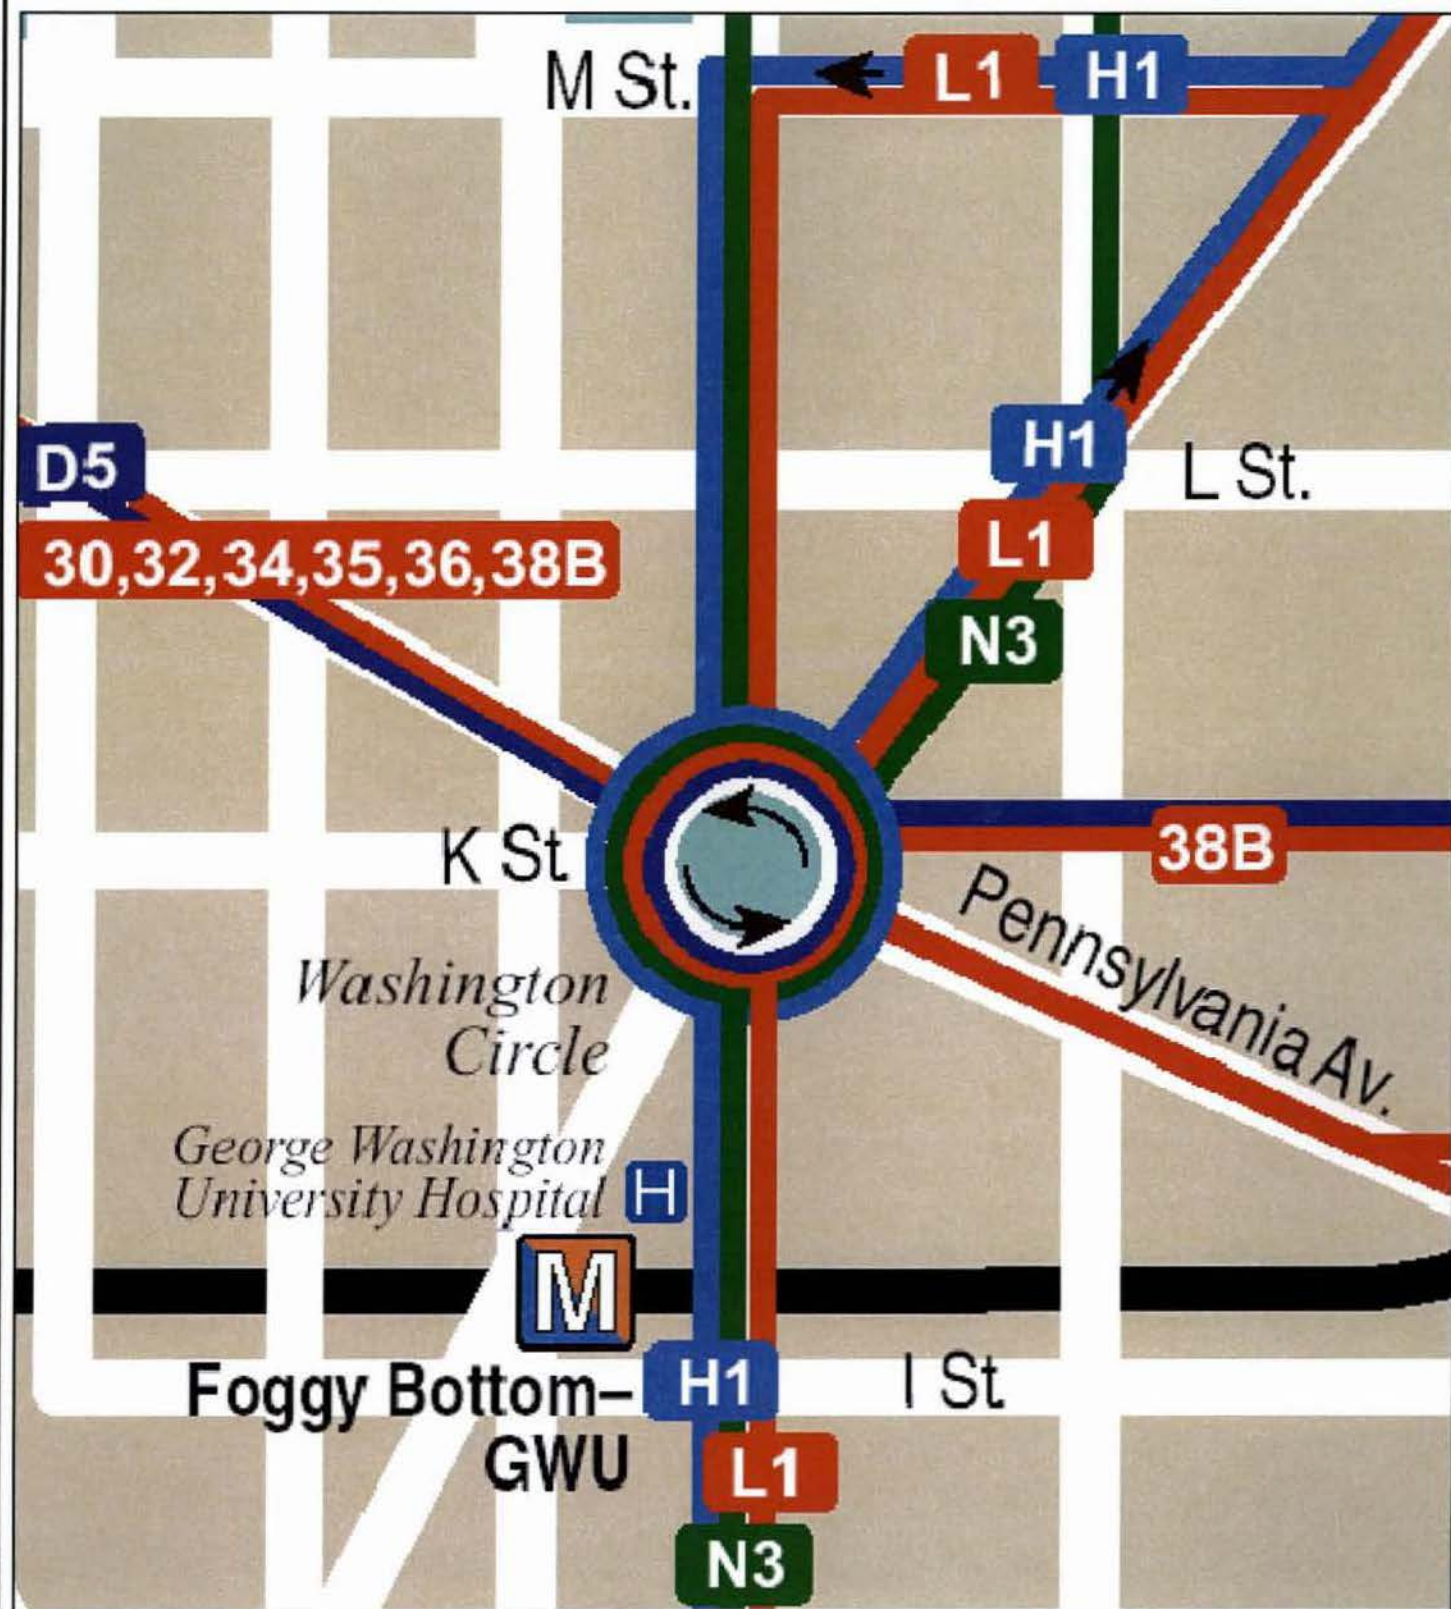 M St.
L1
H1
D5
H1
L St.
30,32,34,35,36,38B
L1
N3
K St
38B
Pennsylvania Av.
Washington
Circle
George Washington
University Hospital
H
M
Foggy Bottom–
GWU
H1
I St.
L1
N3